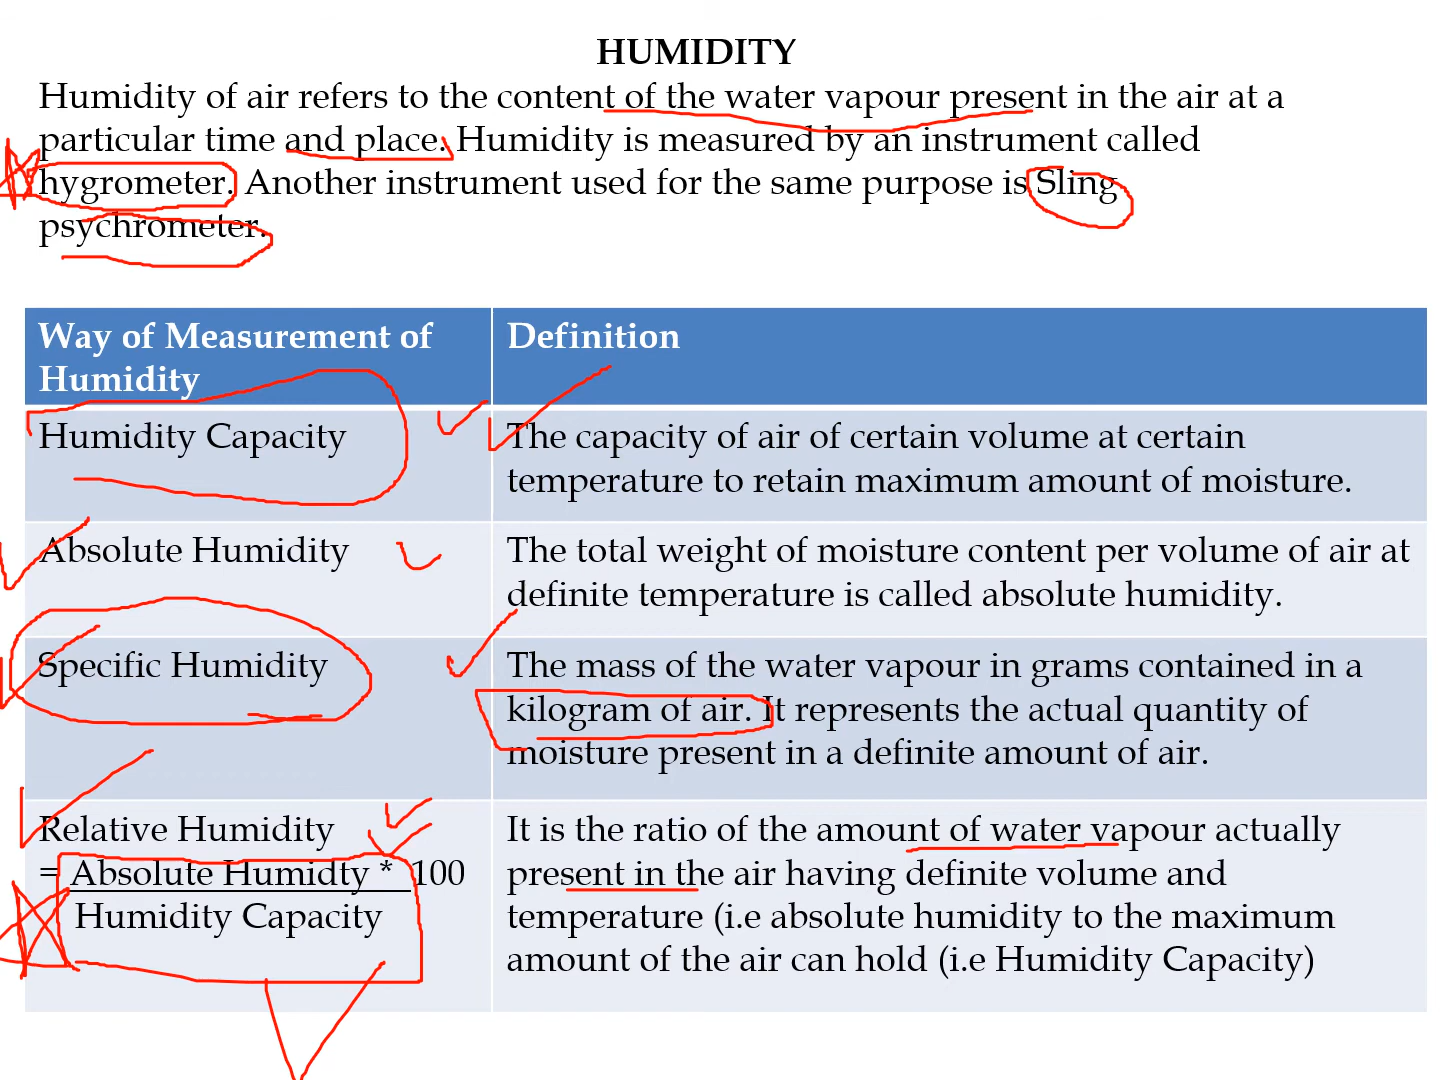 HUMIDITY
Humidity of air refers to the content of the water vapour present in the air at a
particular time and place. Humidity is measured by an instrument called
hygrometer. Another instrument used for the same purpose is Sling
psychrometer.
Way of Measurement of
Humidity
Definition
Humidity Capacity
The capacity of air of certain volume at certain
temperature to retain maximum amount of moisture.
Absolute Humidity
The total weight of moisture content per volume of air at
definite temperature is called absolute humidity.
Specific Humidity
The mass of the water vapour in grams contained in a
kilogram of air. It represents the actual quantity of
moisture present in a definite amount of air.
Relative Humidity
= Absolute Humidty * 100
Humidity Capacity
It is the ratio of the amount of water vapour actually
present in the air having definite volume and
temperature (i.e absolute humidity to the maximum
amount of the air can hold (i.e Humidity Capacity)